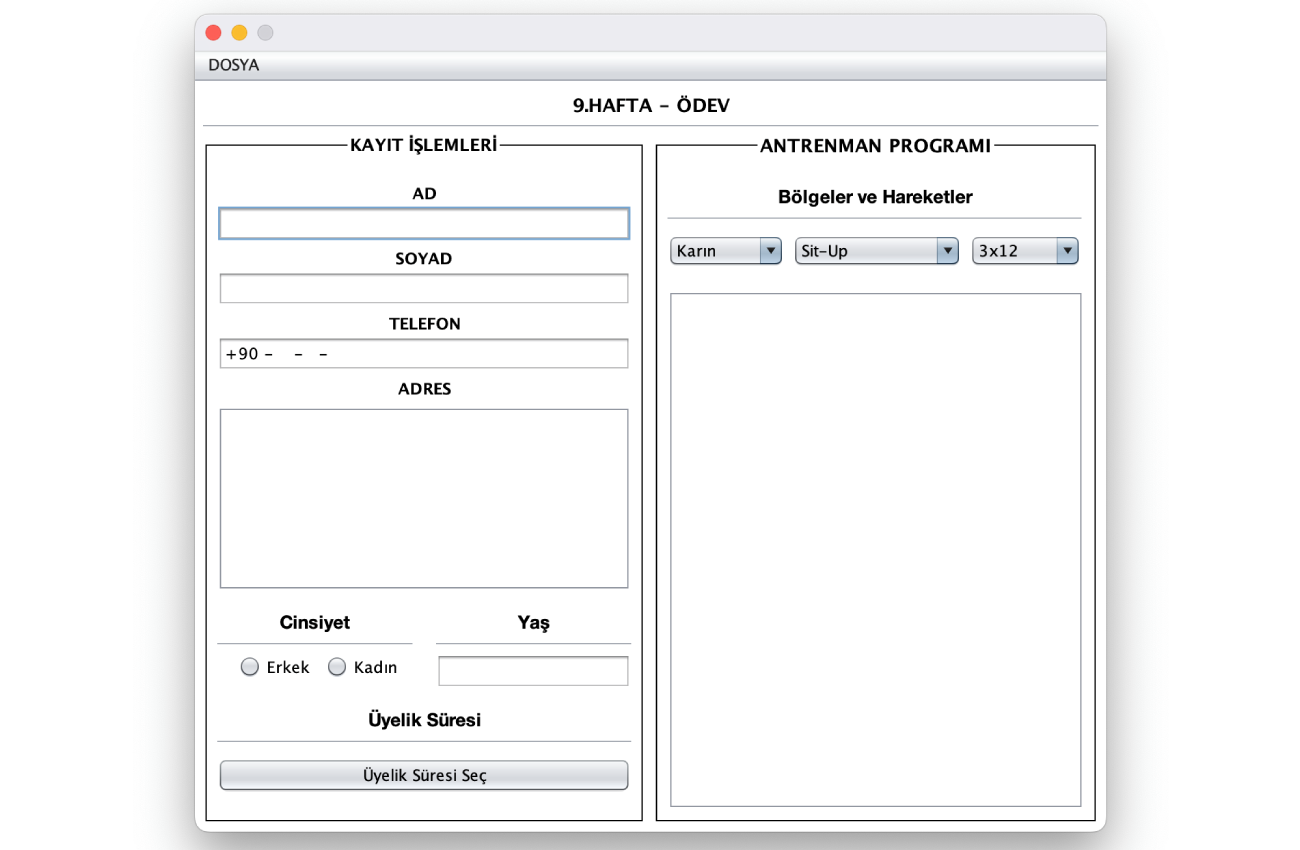 DOSYA
9.HAFTA - ÖDEV
KAYIT İŞLEMLERİ
AD
SOYAD
TELEFON
+90 -    -   -
ADRES
Cinsiyet
Yaş
Erkek
Kadın
Üyelik Süresi
Üyelik Süresi Seç
ANTRENMAN PROGRAMI
Bölgeler ve Hareketler
Karın
Sit-Up
3x12